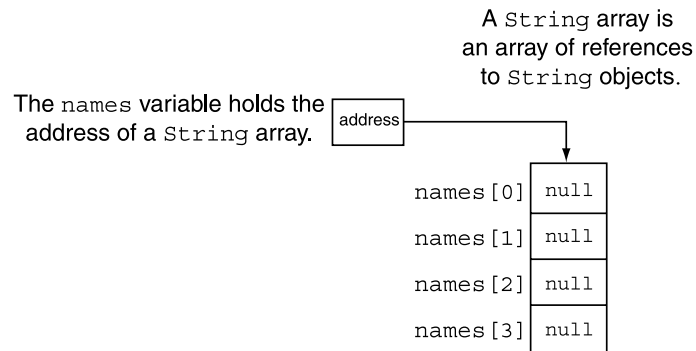 A String array is
an array of references
to String objects.
The names variable holds the
address of a String array.
address
names[0] null
names[1] null
names[2] null
names[3] null